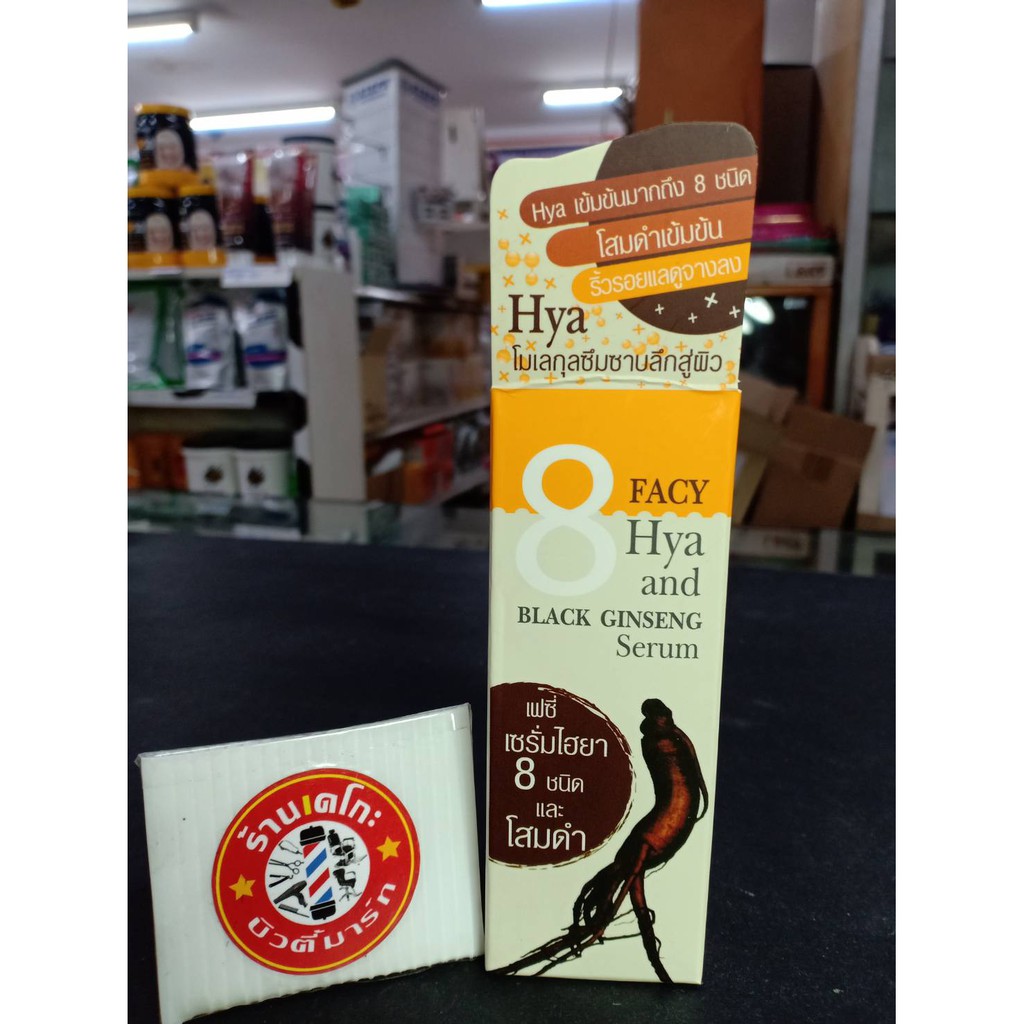 Hya เข้มข้นมากถึง 8 ชนิด
โสมดำเข้มข้น
ริ้วรอยแลดูจางลง
Hya
โมเลกุลซึมซาบลึกสู่ผิว
8 FACY
Hya
and
BLACK GINSENG
Serum
เฟซี่
เซรั่มไฮยา
8 ชนิด
และ
โสมดำ
ร้านเดโกะ
บิวตี้มาร์ท